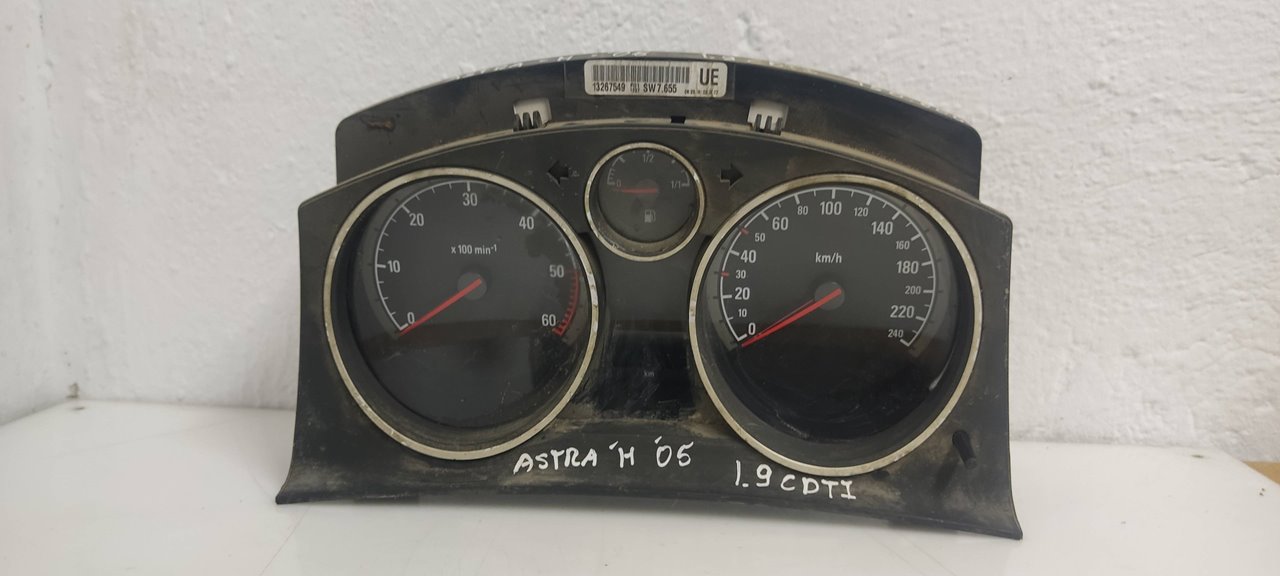 UE
13267549 SW7.655
0 1/2 1/1
0 10 20 30 40 50 60
x 100 min-1
0 10 20 30 40 50 60 80 100 120 140 160 180 200 220 240
km/h
km
ASTRA 'H '05
1.9 CDTI